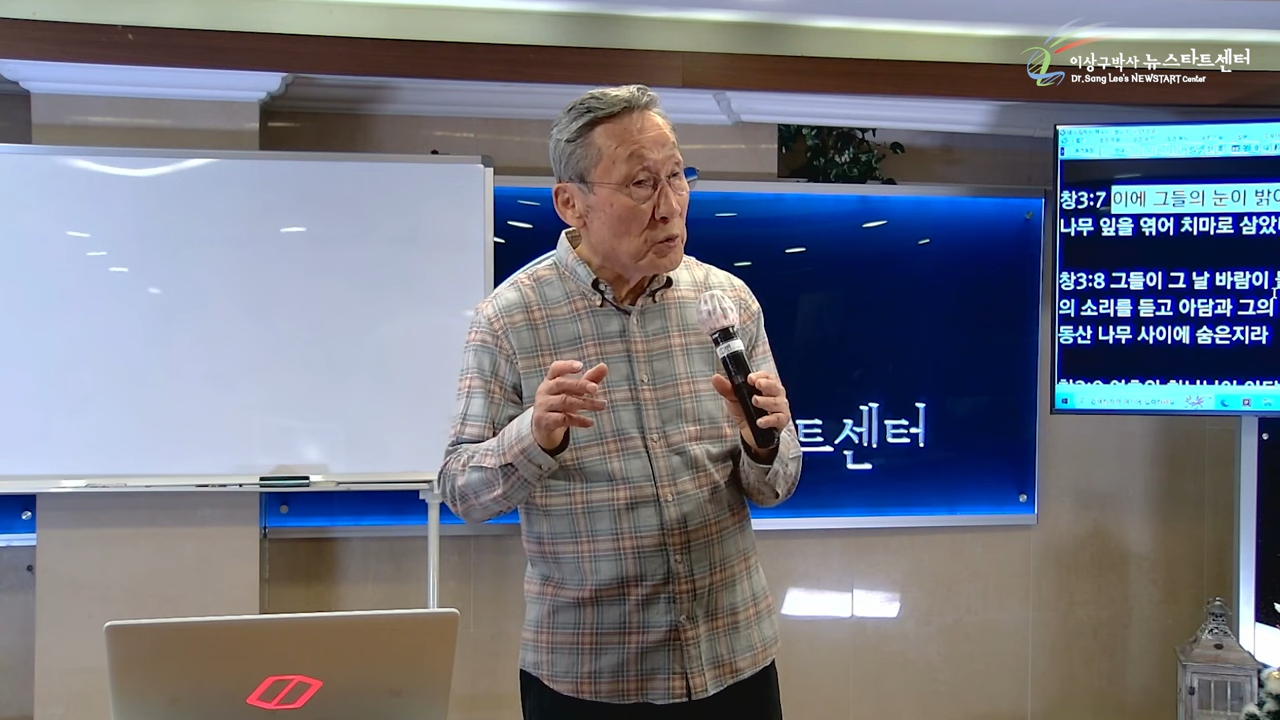 이상구박사 뉴스타트센터
Dr. Sang Lee's NEWSTART Center
창3:7 이에 그들의 눈이 밝
나무 잎을 엮어 치마로 삼았
창3:8 그들이 그 날 바람이
의 소리를 듣고 아담과 그의
동산 나무 사이에 숨은지라
트센터